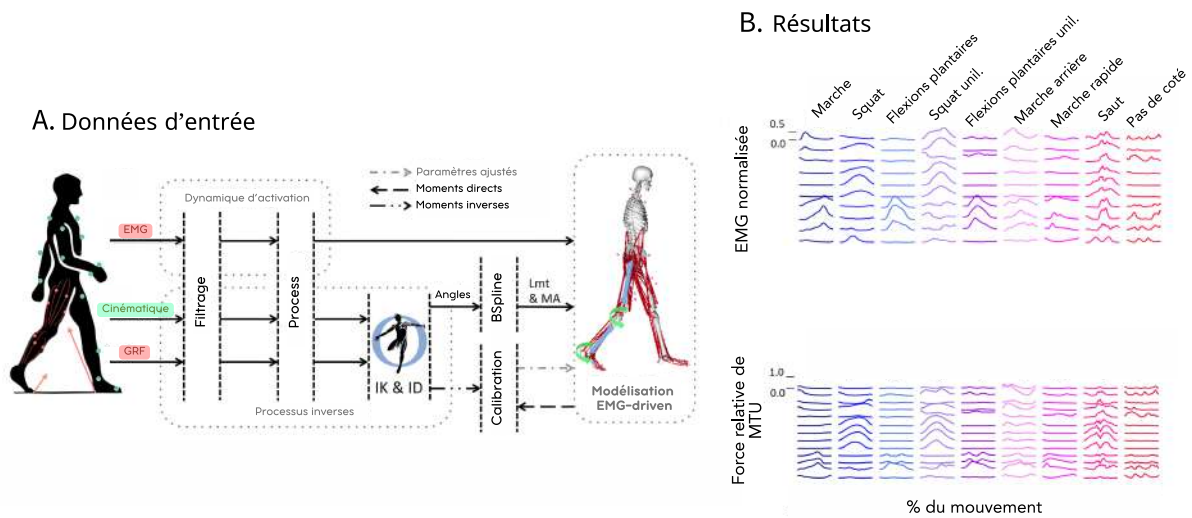 A. Données d'entrée
Dynamique d'activation
EMG
Cinématique
GRF
Filtrage
Process
IK & ID
Processus inverses
Paramètres ajustés
Moments directs
Moments inverses
Angles
BSpline
Lmt
& MA
Calibration
Modélisation
EMG-driven
B. Résultats
Marche
Squat
Flexions plantaires
Squat unil.
Flexions plantaires unil.
Marche arrière
Marche rapide
Saut
Pas de coté
EMG normalisée
0.5
0.0
Force relative de
MTU
1.0
0.0
% du mouvement